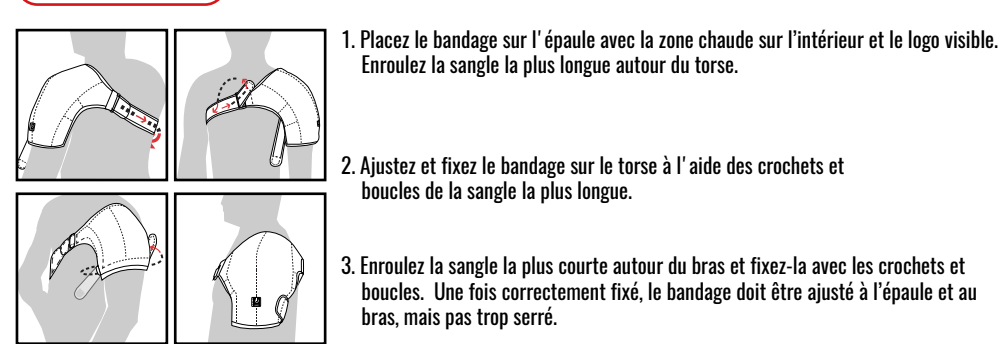 1. Placez le bandage sur l'épaule avec la zone chaude sur l’intérieur et le logo visible.
Enroulez la sangle la plus longue autour du torse.
2. Ajustez et fixez le bandage sur le torse à l'aide des crochets et
boucles de la sangle la plus longue.
3. Enroulez la sangle la plus courte autour du bras et fixez-la avec les crochets et
boucles. Une fois correctement fixé, le bandage doit être ajusté à l’épaule et au
bras, mais pas trop serré.